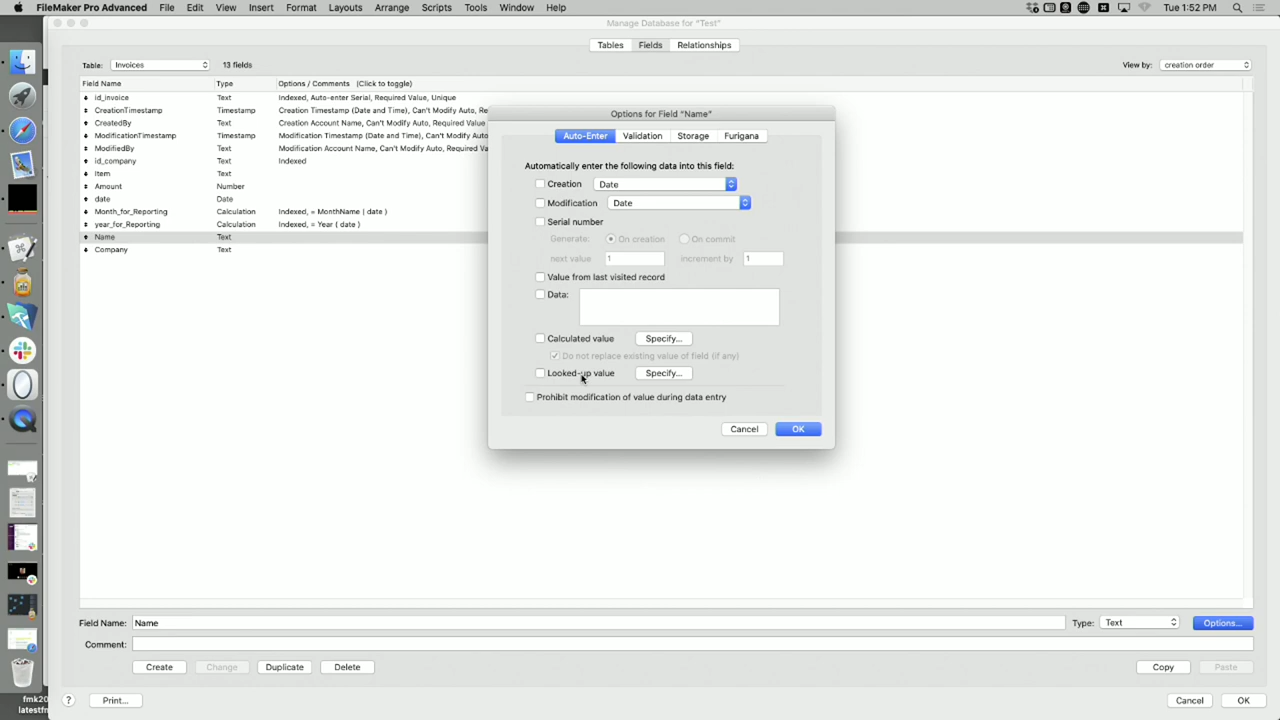 FileMaker Pro Advanced File Edit View Insert Format Layouts Arrange Scripts Tools Window Help Tue 1:52 PM
Manage Database for "Test"
Tables Fields Relationships
Table: Invoices 13 fields View by: creation order
Field Name Type Options / Comments (Click to toggle)
id_invoice Text Indexed, Auto-enter Serial, Required Value, Unique
CreationTimestamp Timestamp Creation Timestamp (Date and Time), Can't Modify Auto, Re
CreatedBy Text Creation Account Name, Can't Modify Auto, Required Value
ModificationTimestamp Timestamp Modification Timestamp (Date and Time), Can't Modify Auto
ModifiedBy Text Modification Account Name, Can't Modify Auto, Required Va
id_company Text Indexed
Item Text
Amount Number
date Date
Month_for_Reporting Calculation Indexed, = MonthName ( date )
year_for_Reporting Calculation Indexed, = Year ( date )
Name Text
Company Text
Options for Field "Name"
Auto-Enter Validation Storage Furigana
Automatically enter the following data into this field:
Creation Date
Modification Date
Serial number
Generate: On creation On commit
next value 1 increment by 1
Value from last visited record
Data:
Calculated value Specify...
Do not replace existing value of field (if any)
Looked-up value Specify...
Prohibit modification of value during data entry
Cancel OK
Field Name: Name Type: Text Options...
Comment:
Create Change Duplicate Delete Copy Paste
? Print... Cancel OK
fmk20
latestfn